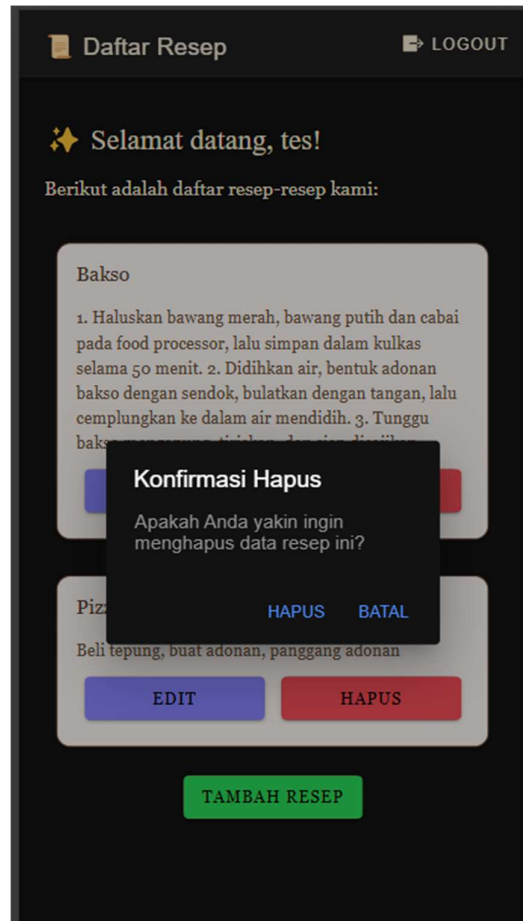 Daftar Resep
LOGOUT
Selamat datang, tes!
Berikut adalah daftar resep-resep kami:
Bakso
1. Haluskan bawang merah, bawang putih dan cabai
pada food processor, lalu simpan dalam kulkas
selama 50 menit. 2. Didihkan air, bentuk adonan
bakso dengan sendok, bulatkan dengan tangan, lalu
cemplungkan ke dalam air mendidih. 3. Tunggu
Konfirmasi Hapus
Apakah Anda yakin ingin
menghapus data resep ini?
HAPUS
BATAL
Beli tepung, buat adonan, panggang adonan
EDIT
HAPUS
TAMBAH RESEP